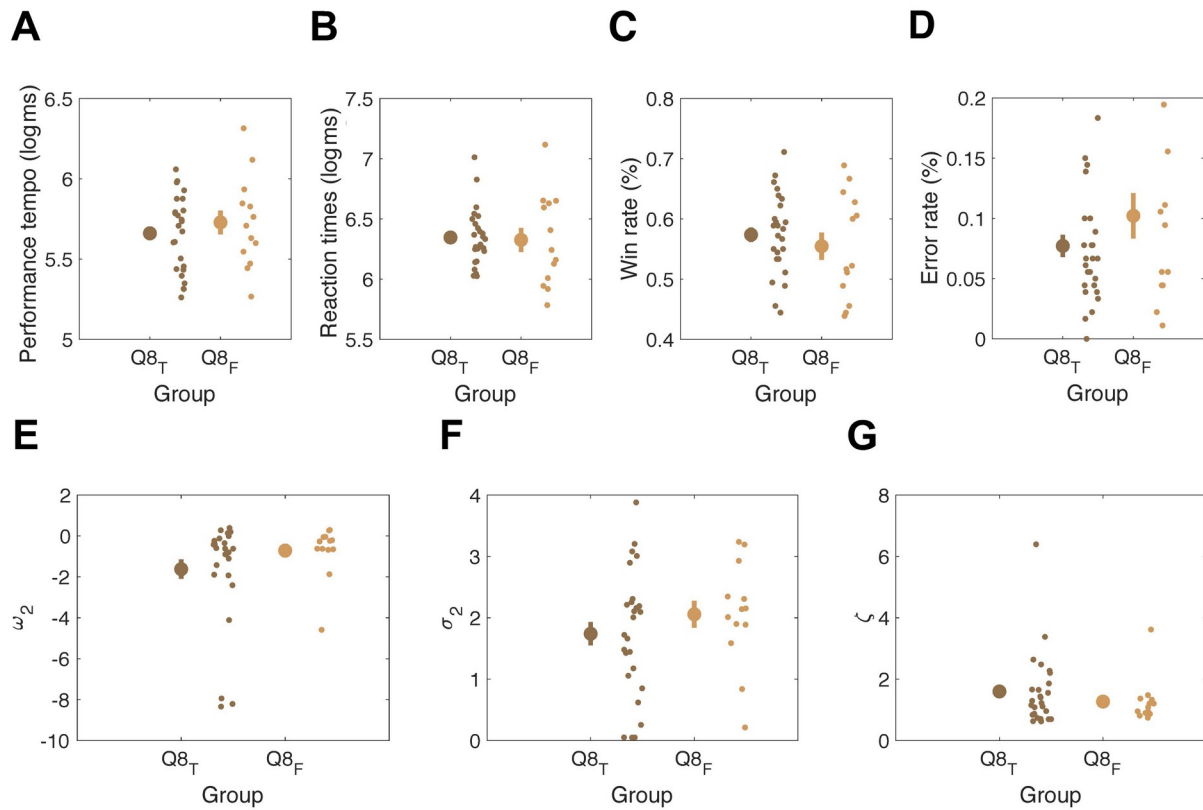 A
B
C
D
Performance tempo (logms)
6.5
6
5.5
5
Q8T
Q8F
Group
Reaction times (logms)
7.5
7
6.5
6
5.5
Q8T
Q8F
Group
Win rate (%)
0.8
0.7
0.6
0.5
0.4
Q8T
Q8F
Group
Error rate (%)
0.2
0.15
0.1
0.05
0
Q8T
Q8F
Group
E
F
G
ω2
2
0
-2
-4
-6
-8
-10
Q8T
Q8F
Group
σ2
4
3
2
1
0
Q8T
Q8F
Group
ζ
8
6
4
2
0
Q8T
Q8F
Group